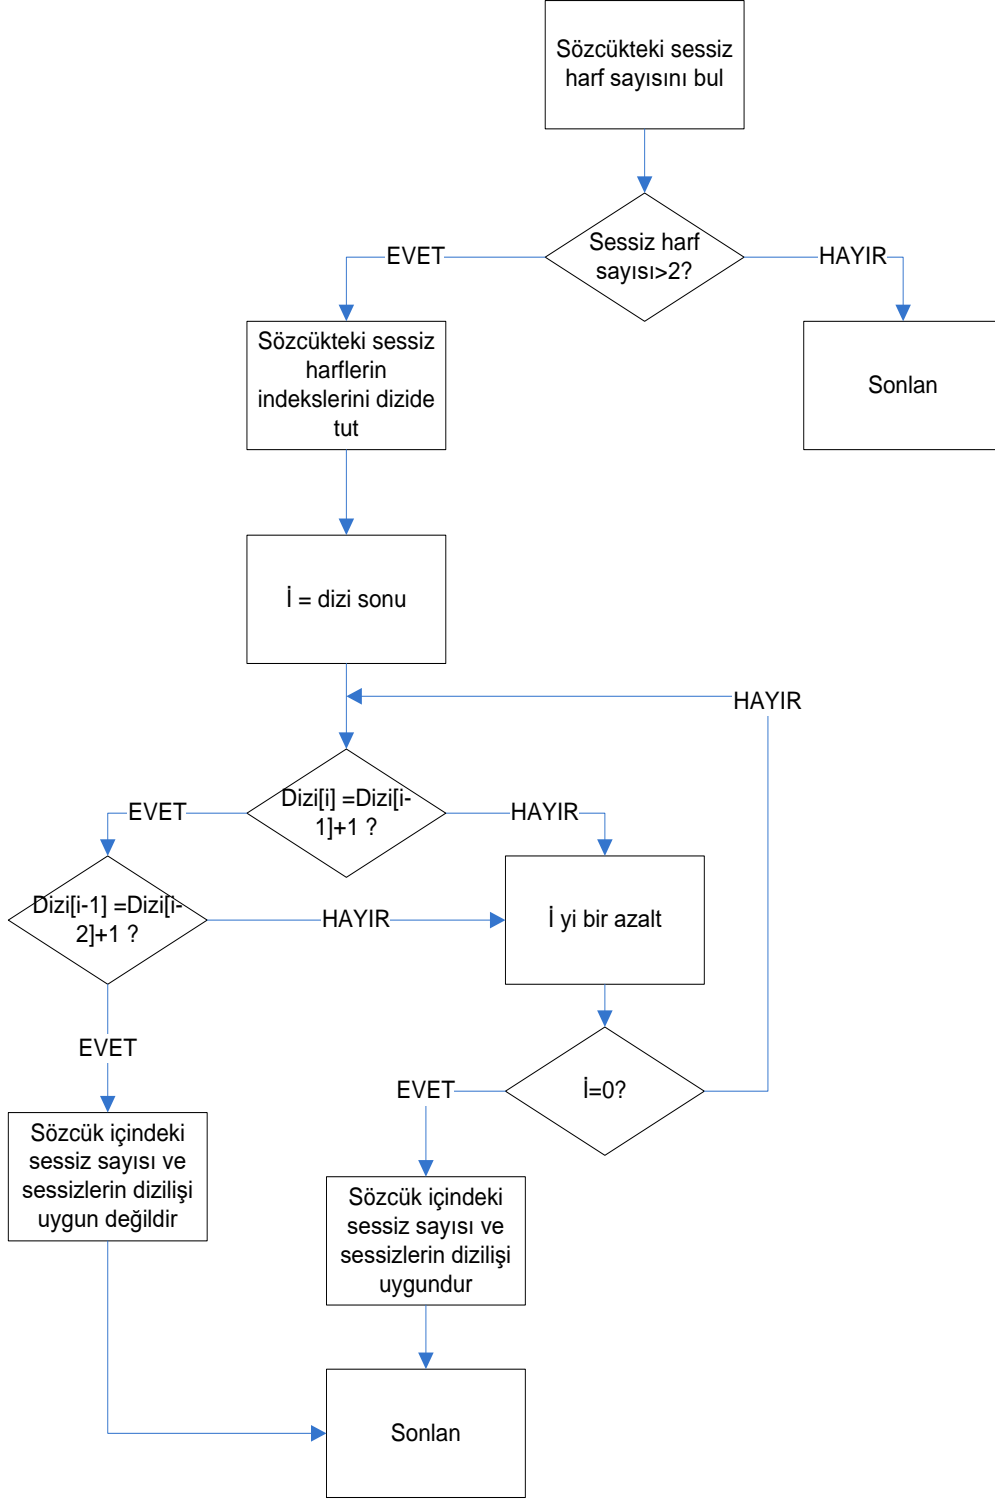 Sözcükteki sessiz
harf sayısını bul
Sessiz harf
sayısı>2?
EVET
HAYIR
Sözcükteki sessiz
harflerin
indekslerini dizide
tut
Sonlan
İ = dizi sonu
HAYIR
Dizi[i] =Dizi[i-
1]+1 ?
EVET
HAYIR
Dizi[i-1] =Dizi[i-
2]+1 ?
HAYIR
İ yi bir azalt
EVET
İ=0?
EVET
Sözcük içindeki
sessiz sayısı ve
sessizlerin dizilişi
uygun değildir
Sözcük içindeki
sessiz sayısı ve
sessizlerin dizilişi
uygundur
Sonlan